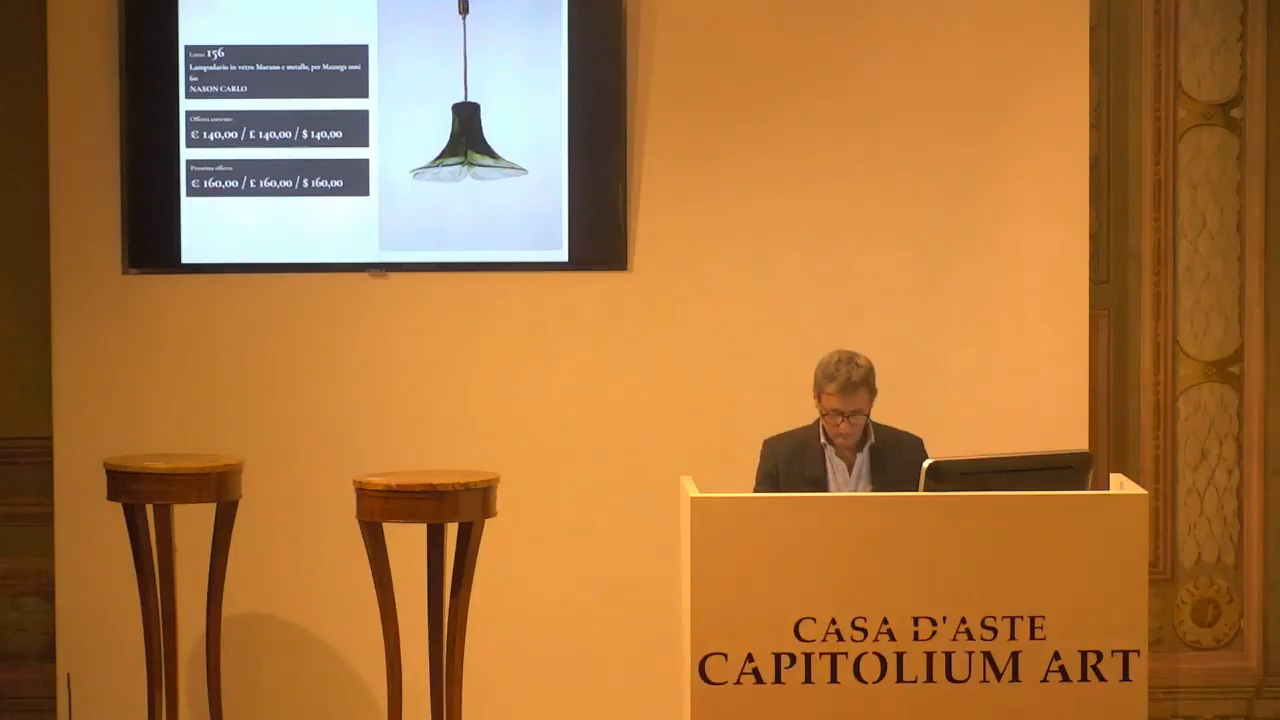 Lotto 156
Lampadario in vetro Murano e metallo, per Mazzega anni
60
NASON CARLO
Offerta corrente:
€ 140,00 / £ 140,00 / $ 140,00
Prossima offerta:
€ 160,00 / £ 160,00 / $ 160,00
CASA D'ASTE
CAPITOLIUM ART